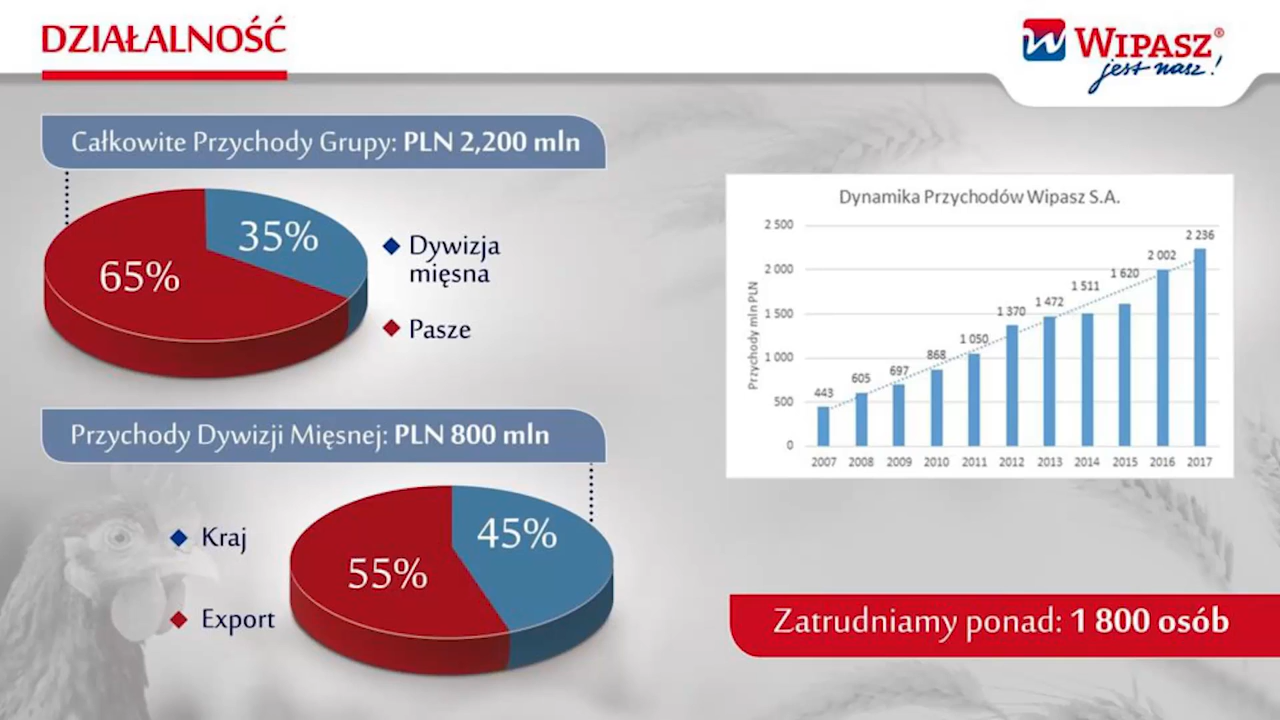 DZIAŁALNOŚĆ
WIPASZ®
jest nasz!
Całkowite Przychody Grupy: PLN 2,200 mln
35%
65%
Dywizja
mięsna
Pasze
Przychody Dywizji Mięsnej: PLN 800 mln
Kraj
Export
45%
55%
Dynamika Przychodów Wipasz S.A.
Przychody mln PLN
2 500
2 000
1 500
1 000
500
0
443
605
697
868
1 050
1 370
1 472
1 511
1 620
2 002
2 236
2007 2008 2009 2010 2011 2012 2013 2014 2015 2016 2017
Zatrudniamy ponad: 1 800 osób